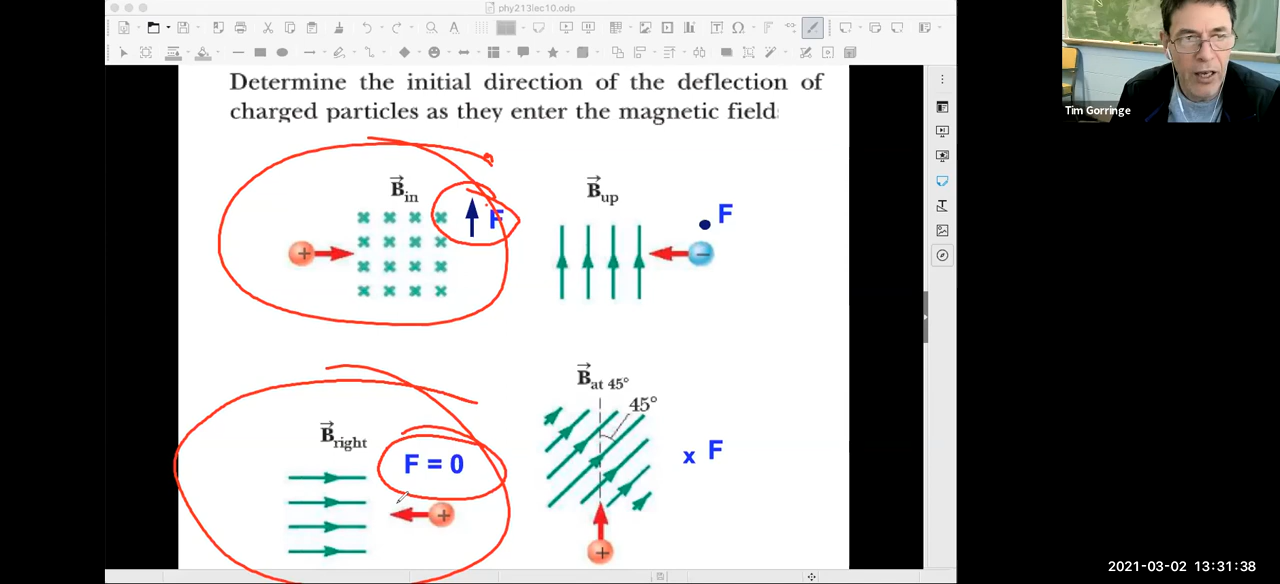 phy213lec10.odp
Determine the initial direction of the deflection of
charged particles as they enter the magnetic field
B in
F
B up
F
+
−
B right
F = 0
+
B at 45°
45°
x F
+
Tim Gorringe
2021-03-02 13:31:38